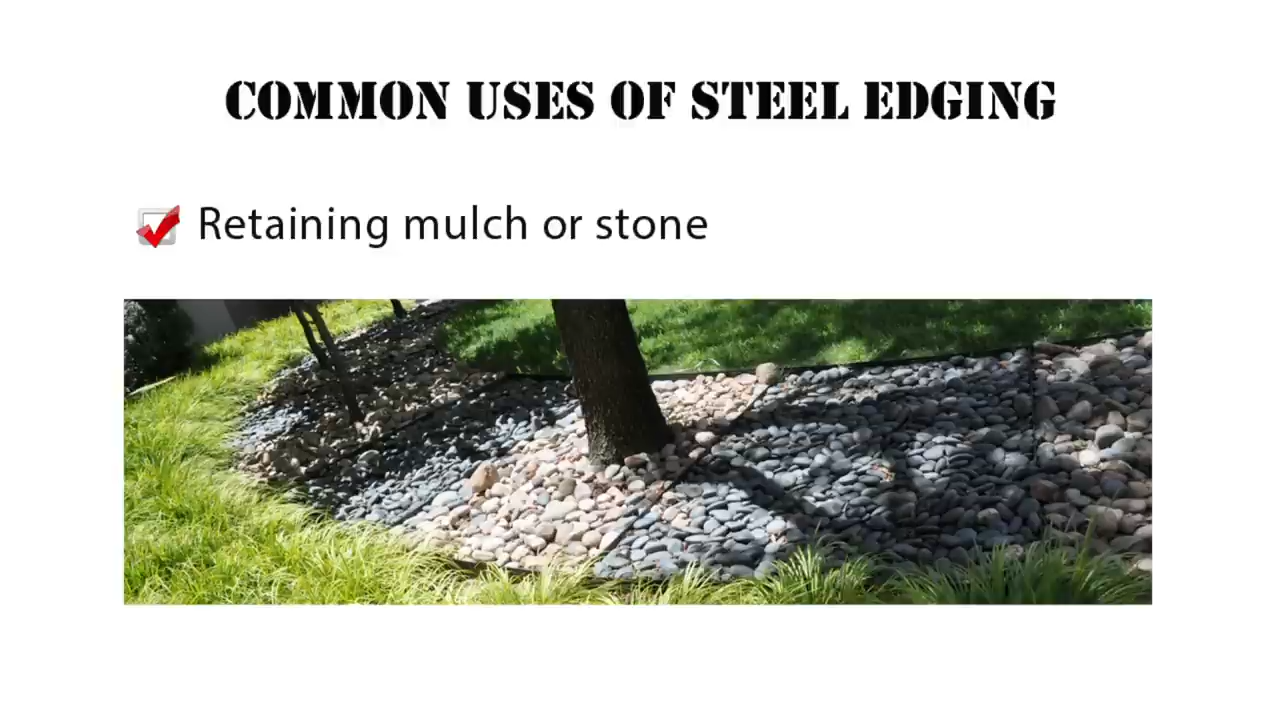 COMMON USES OF STEEL EDGING
Retaining mulch or stone